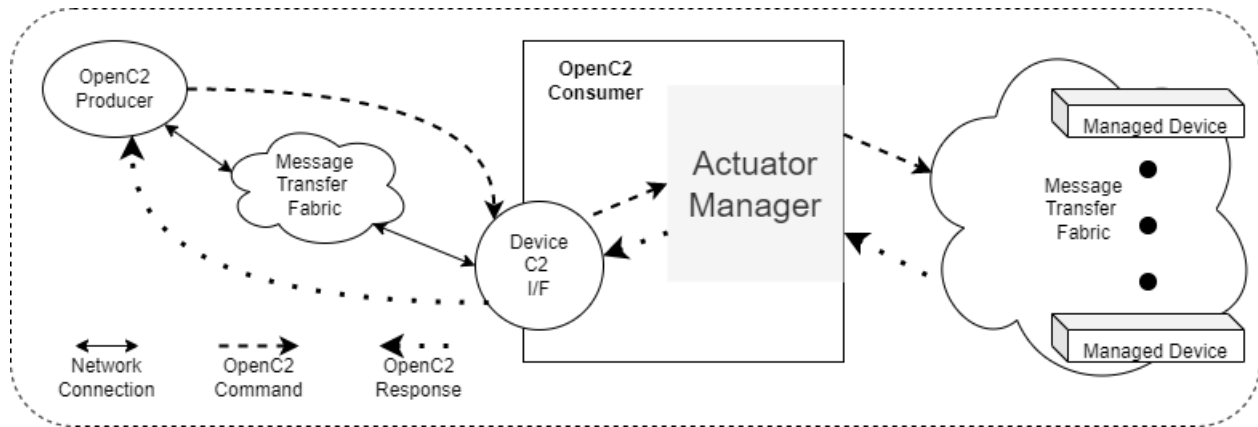 OpenC2
Producer
Message
Transfer
Fabric
OpenC2
Consumer
Device
C2
I/F
Actuator
Manager
Managed Device
Message
Transfer
Fabric
Managed Device
Network
Connection
OpenC2
Command
OpenC2
Response